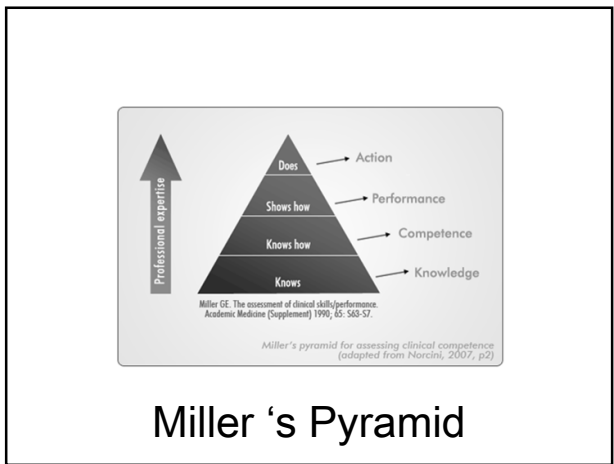 Professional expertise
Does
Action
Shows how
Performance
Knows how
Competence
Knows
Knowledge
Miller GE. The assessment of clinical skills/performance.
Academic Medicine (Supplement) 1990; 65: S63-S7.
Miller's pyramid for assessing clinical competence
(adapted from Norcini, 2007, p2)
Miller ‘s Pyramid